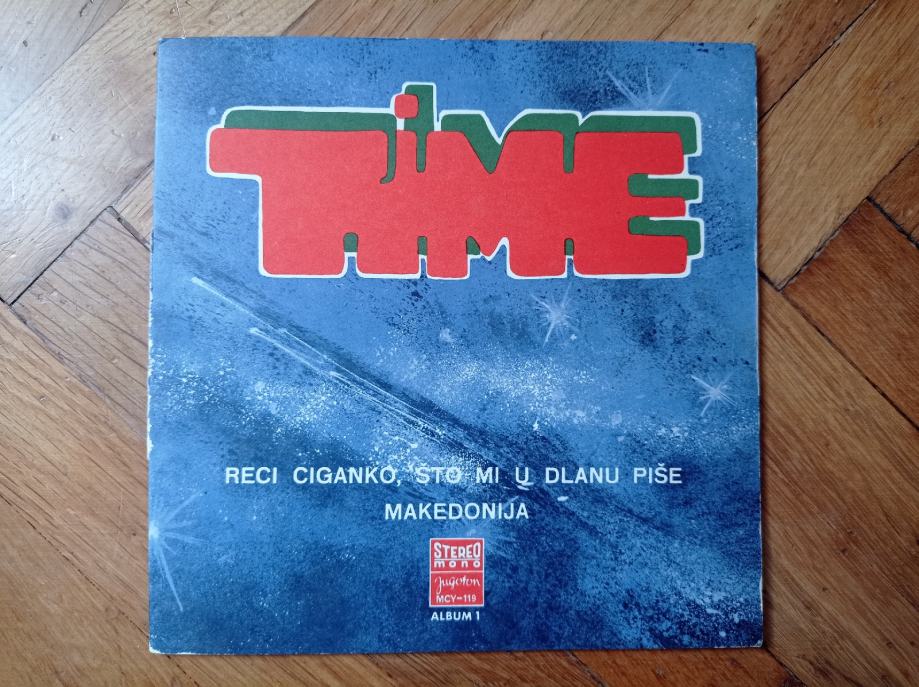 TiME
RECI CIGANKO, ŠTO MI U DLANU PIŠE
MAKEDONIJA
STEREO
mono
Jugoton
MCY-119
ALBUM 1